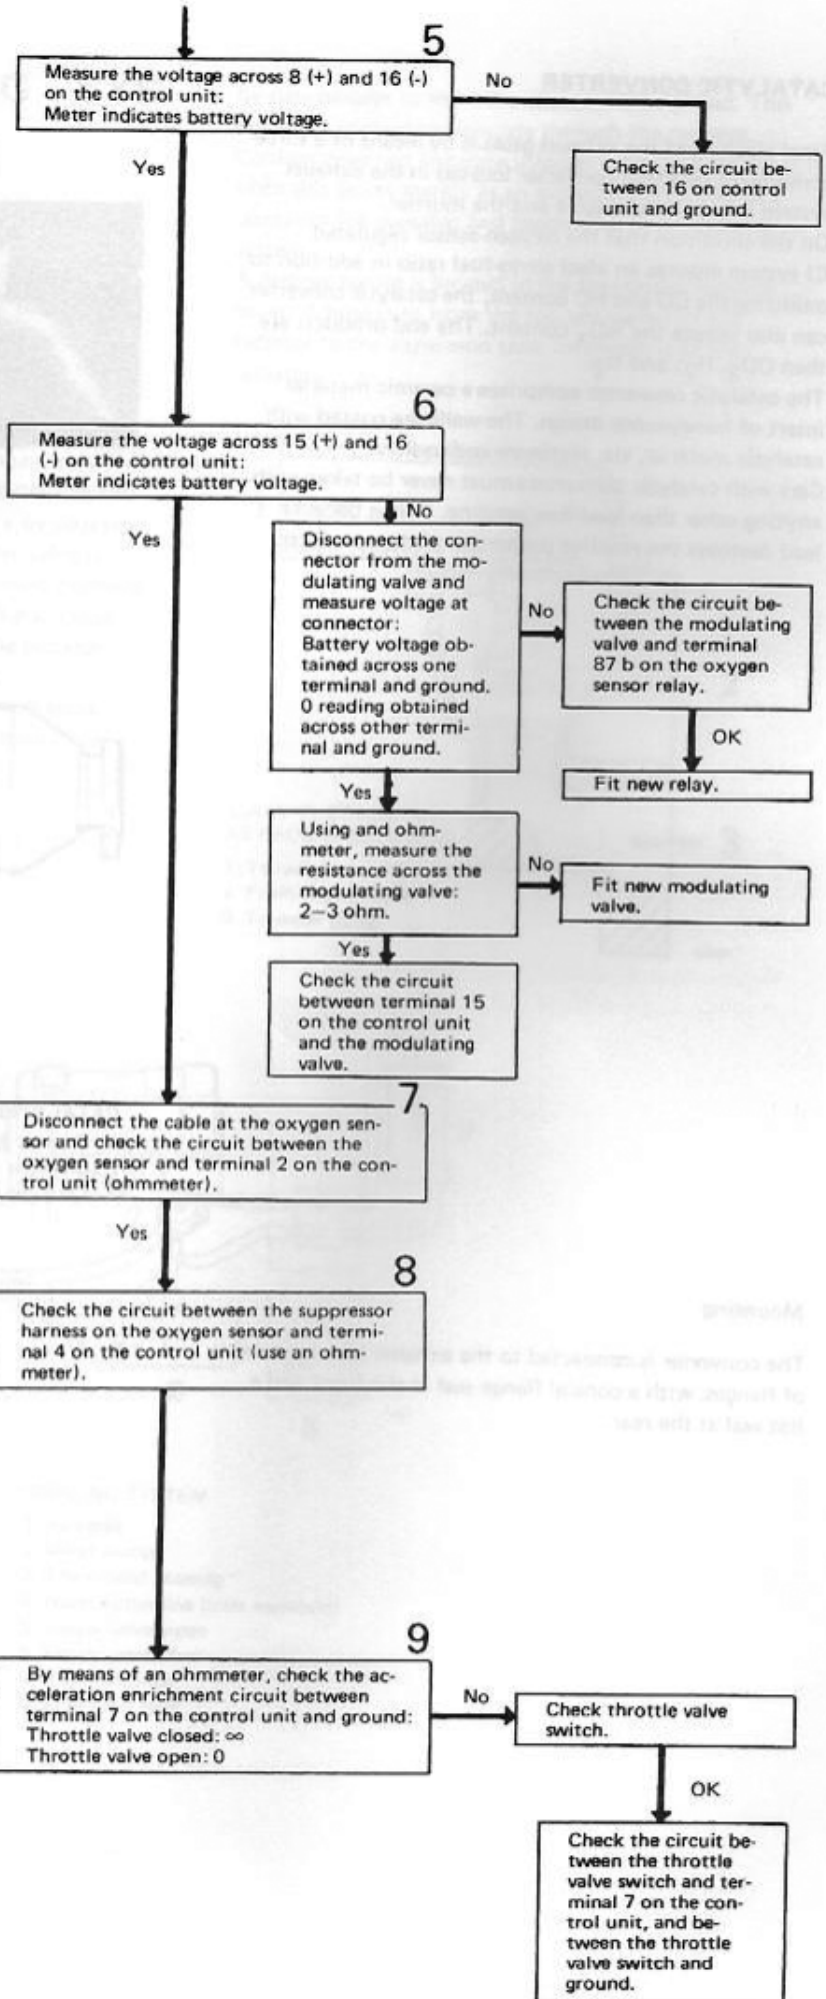 5
Measure the voltage across 8 (+) and 16 (-)
on the control unit:
Meter indicates battery voltage.
No
Yes
Check the circuit be-
tween 16 on control
unit and ground.
6
Measure the voltage across 15 (+) and 16
(-) on the control unit:
Meter indicates battery voltage.
No
Yes
Disconnect the con-
nector from the mo-
dulating valve and
measure voltage at
connector:
Battery voltage ob-
tained across one
terminal and ground.
0 reading obtained
across other termi-
nal and ground.
No
Check the circuit be-
tween the modulating
valve and terminal
87 b on the oxygen
sensor relay.
OK
Fit new relay.
Yes
Using and ohm-
meter, measure the
resistance across the
modulating valve:
2–3 ohm.
No
Fit new modulating
valve.
Yes
Check the circuit
between terminal 15
on the control unit
and the modulating
valve.
7
Disconnect the cable at the oxygen sen-
sor and check the circuit between the
oxygen sensor and terminal 2 on the con-
trol unit (ohmmeter).
Yes
8
Check the circuit between the suppressor
harness on the oxygen sensor and termi-
nal 4 on the control unit (use an ohm-
meter).
9
By means of an ohmmeter, check the ac-
celeration enrichment circuit between
terminal 7 on the control unit and ground:
Throttle valve closed: ∞
Throttle valve open: 0
No
Check throttle valve
switch.
OK
Check the circuit be-
tween the throttle
valve switch and ter-
minal 7 on the con-
trol unit, and be-
tween the throttle
valve switch and
ground.